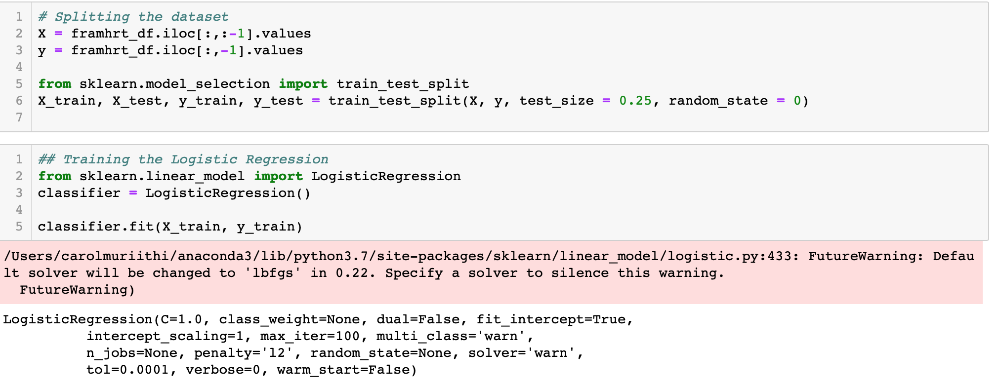 1 # Splitting the dataset
2 X = framhrt_df.iloc[:,:-1].values
3 y = framhrt_df.iloc[:,-1].values
4
5 from sklearn.model_selection import train_test_split
6 X_train, X_test, y_train, y_test = train_test_split(X, y, test_size = 0.25, random_state = 0)
7
1 ## Training the Logistic Regression
2 from sklearn.linear_model import LogisticRegression
3 classifier = LogisticRegression()
4
5 classifier.fit(X_train, y_train)
/Users/carolmuriithi/anaconda3/lib/python3.7/site-packages/sklearn/linear_model/logistic.py:433: FutureWarning: Defau
lt solver will be changed to 'lbfgs' in 0.22. Specify a solver to silence this warning.
  FutureWarning)
LogisticRegression(C=1.0, class_weight=None, dual=False, fit_intercept=True,
          intercept_scaling=1, max_iter=100, multi_class='warn',
          n_jobs=None, penalty='l2', random_state=None, solver='warn',
          tol=0.0001, verbose=0, warm_start=False)